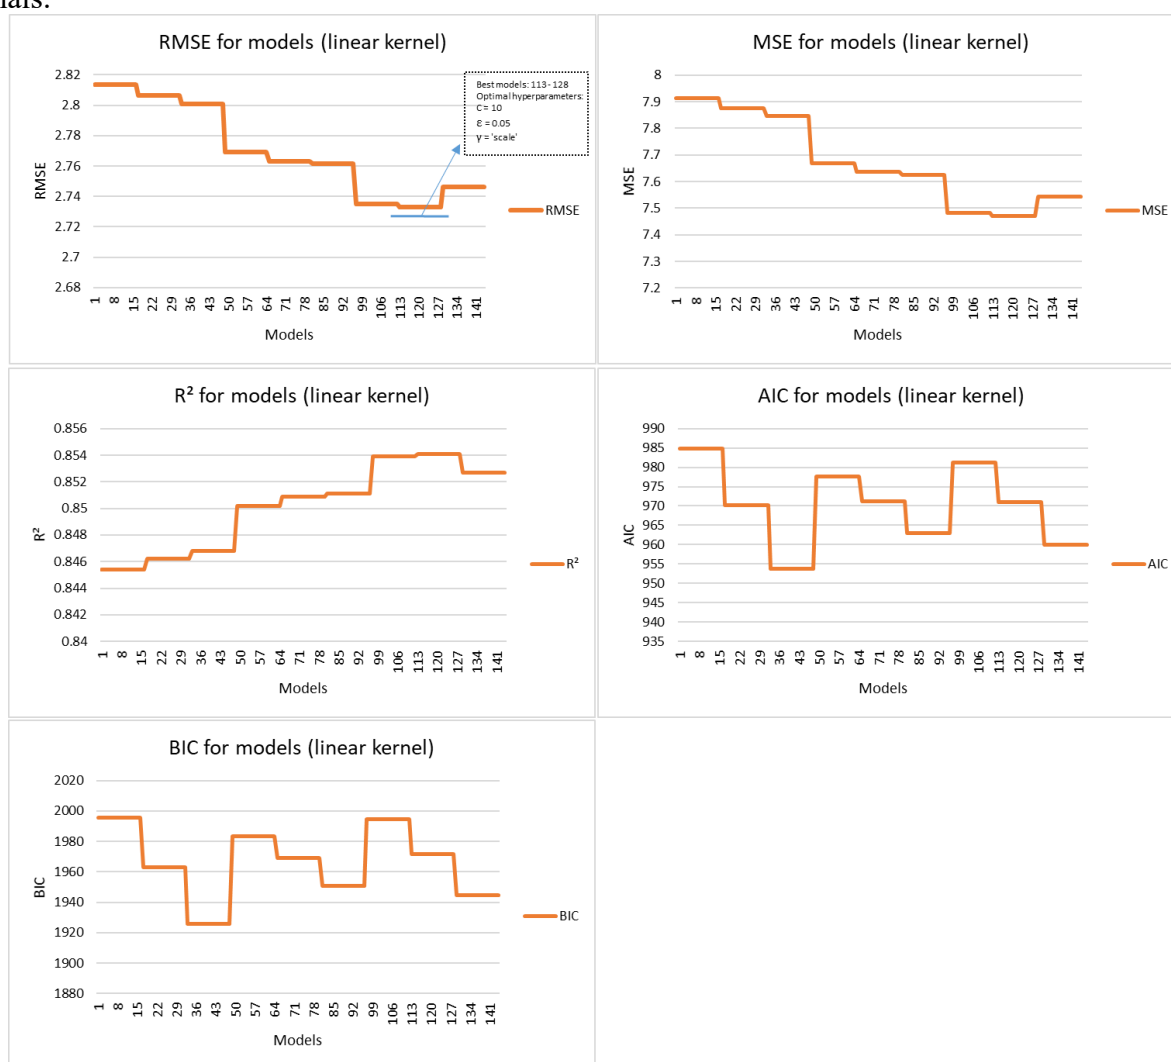 nals.
RMSE for models (linear kernel)
2.82
2.8
2.78
2.76
2.74
2.72
2.7
2.68
RMSE
1 8 15 22 29 36 43 50 57 64 71 78 85 92 99 106 113 120 127 134 141
Models
RMSE
Best models: 113 - 128
Optimal hyperparameters:
C = 10
ε = 0.05
γ = 'scale'
MSE for models (linear kernel)
8
7.9
7.8
7.7
7.6
7.5
7.4
7.3
7.2
MSE
1 8 15 22 29 36 43 50 57 64 71 78 85 92 99 106 113 120 127 134 141
Models
MSE
R² for models (linear kernel)
0.856
0.854
0.852
0.85
0.848
0.846
0.844
0.842
0.84
R²
1 8 15 22 29 36 43 50 57 64 71 78 85 92 99 106 113 120 127 134 141
Models
R²
AIC for models (linear kernel)
990
985
980
975
970
965
960
955
950
945
940
935
AIC
1 8 15 22 29 36 43 50 57 64 71 78 85 92 99 106 113 120 127 134 141
Models
AIC
BIC for models (linear kernel)
2020
2000
1980
1960
1940
1920
1900
1880
BIC
1 8 15 22 29 36 43 50 57 64 71 78 85 92 99 106 113 120 127 134 141
Models
BIC